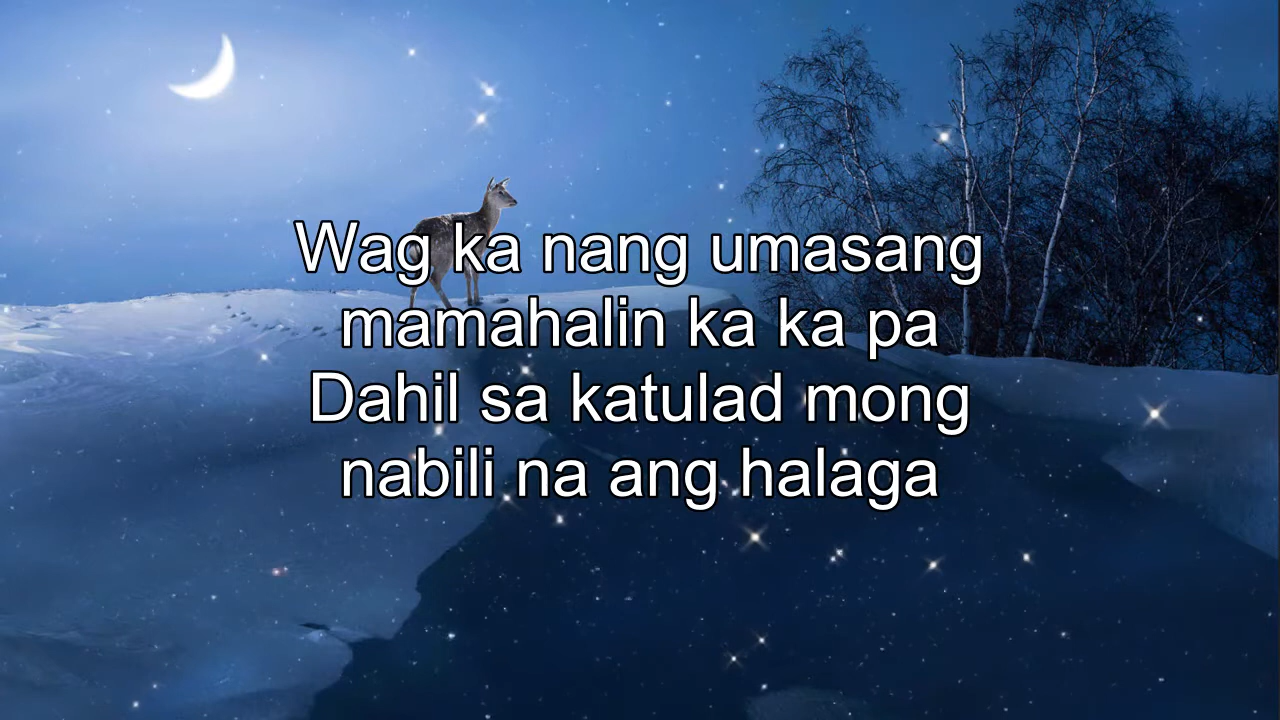 Wag ka nang umasang
mamahalin ka ka pa
Dahil sa katulad mong
nabili na ang halaga